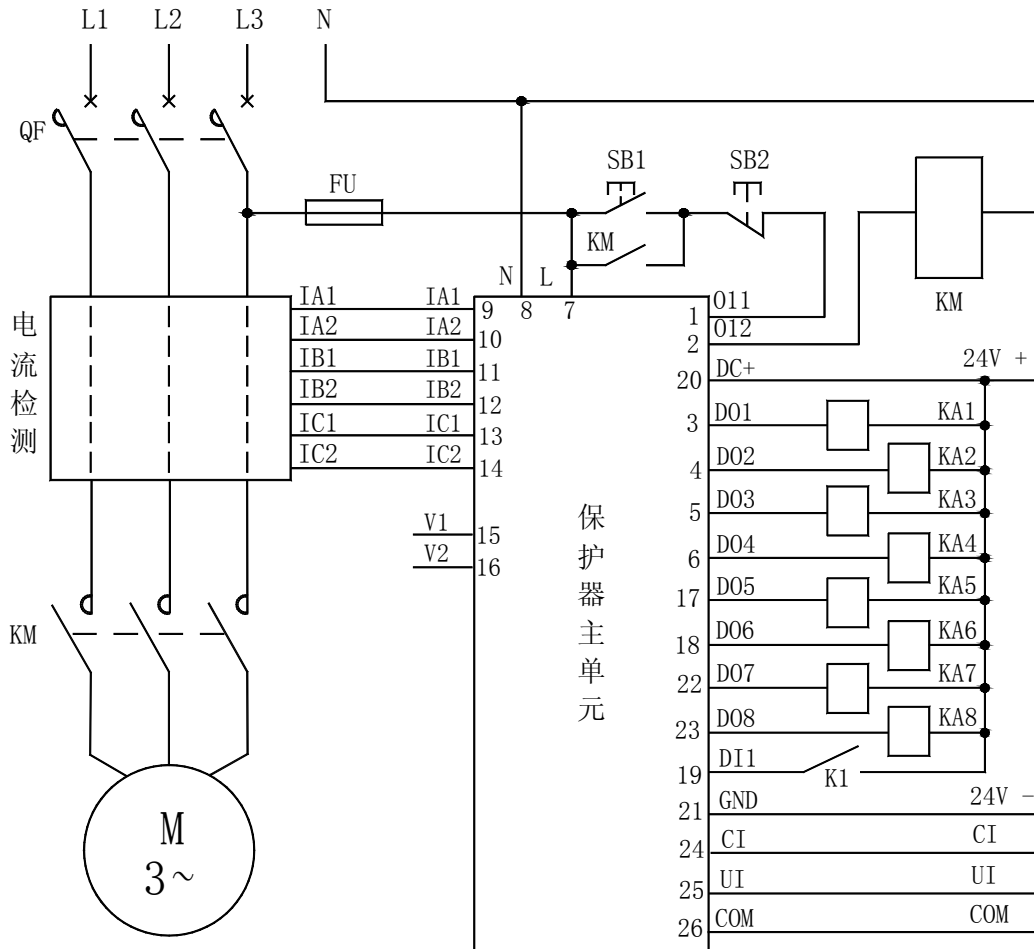 L1 L2 L3 N
QF
FU
SB1 SB2
KM
KM
N L
7
8
电流检测
IA1 IA1 9
IA2 IA2 10
IB1 IB1 11
IB2 IB2 12
IC1 IC1 13
IC2 IC2 14
V1 15
V2 16
保护器主单元
1 O11
2 O12
20 DC+ 24V +
3 DO1 KA1
4 DO2 KA2
5 DO3 KA3
6 DO4 KA4
17 DO5 KA5
18 DO6 KA6
22 DO7 KA7
23 DO8 KA8
19 DI1 K1
21 GND 24V -
24 CI CI
25 UI UI
26 COM COM
KM
M
3~